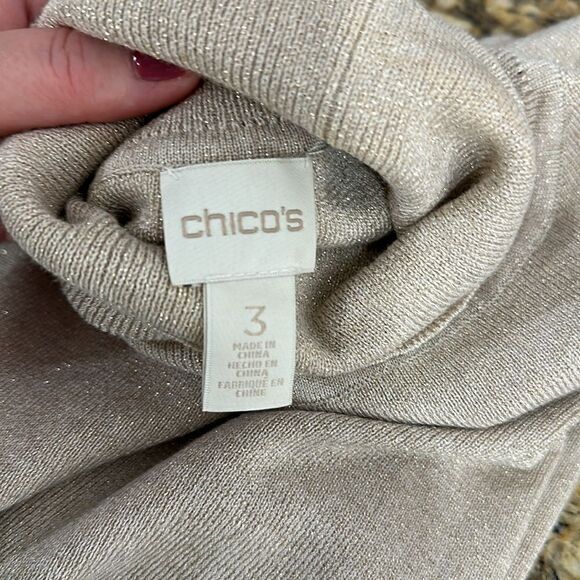 chico's
3
MADE IN
CHINA
HECHO EN
CHINA
FABRIQUÉ EN
CHINE